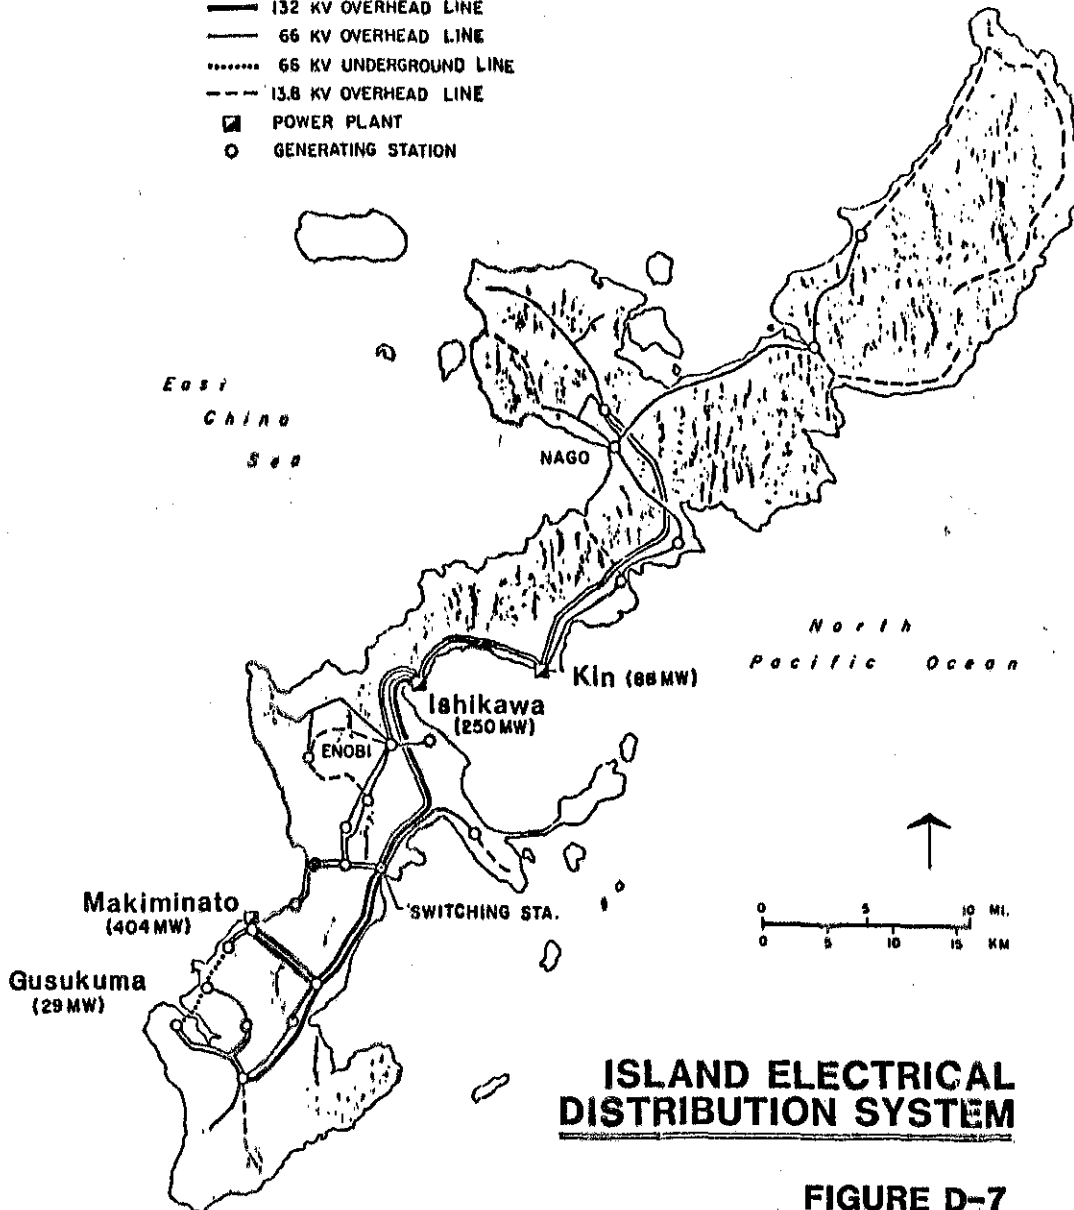 132 KV OVERHEAD LINE
66 KV OVERHEAD LINE
66 KV UNDERGROUND LINE
13.8 KV OVERHEAD LINE
POWER PLANT
GENERATING STATION
East
China
Sea
NAGO
North
Pacific Ocean
Kin (88MW)
Ishikawa
(250MW)
ENOBI
Makiminato
(404MW)
SWITCHING STA.
0 5 10 MI.
0 5 10 15 KM
Gusukuma
(29MW)
ISLAND ELECTRICAL
DISTRIBUTION SYSTEM
FIGURE D-7